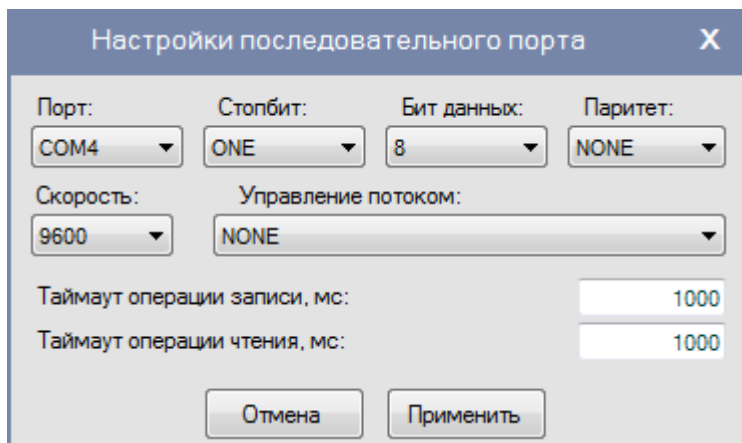 Настройки последовательного порта X
Порт: Стопбит: Бит данных: Паритет:
COM4 ONE 8 NONE
Скорость: Управление потоком:
9600 NONE
Таймаут операции записи, мс: 1000
Таймаут операции чтения, мс: 1000
Отмена Применить